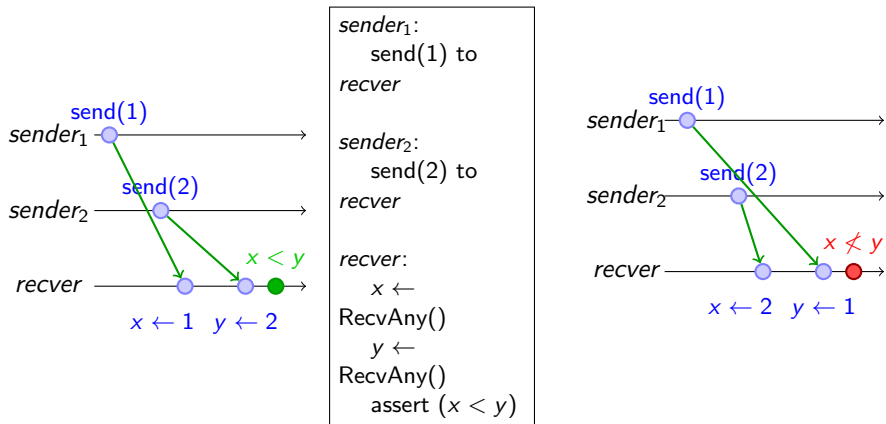 send(1)
sender₁
send(2)
sender₂
x < y
recver
x ← 1 y ← 2
sender₁:
send(1) to
recver
sender₂:
send(2) to
recver
recver:
x ←
RecvAny()
y ←
RecvAny()
assert (x < y)
send(1)
sender₁
send(2)
sender₂
x ≮ y
recver
x ← 2 y ← 1